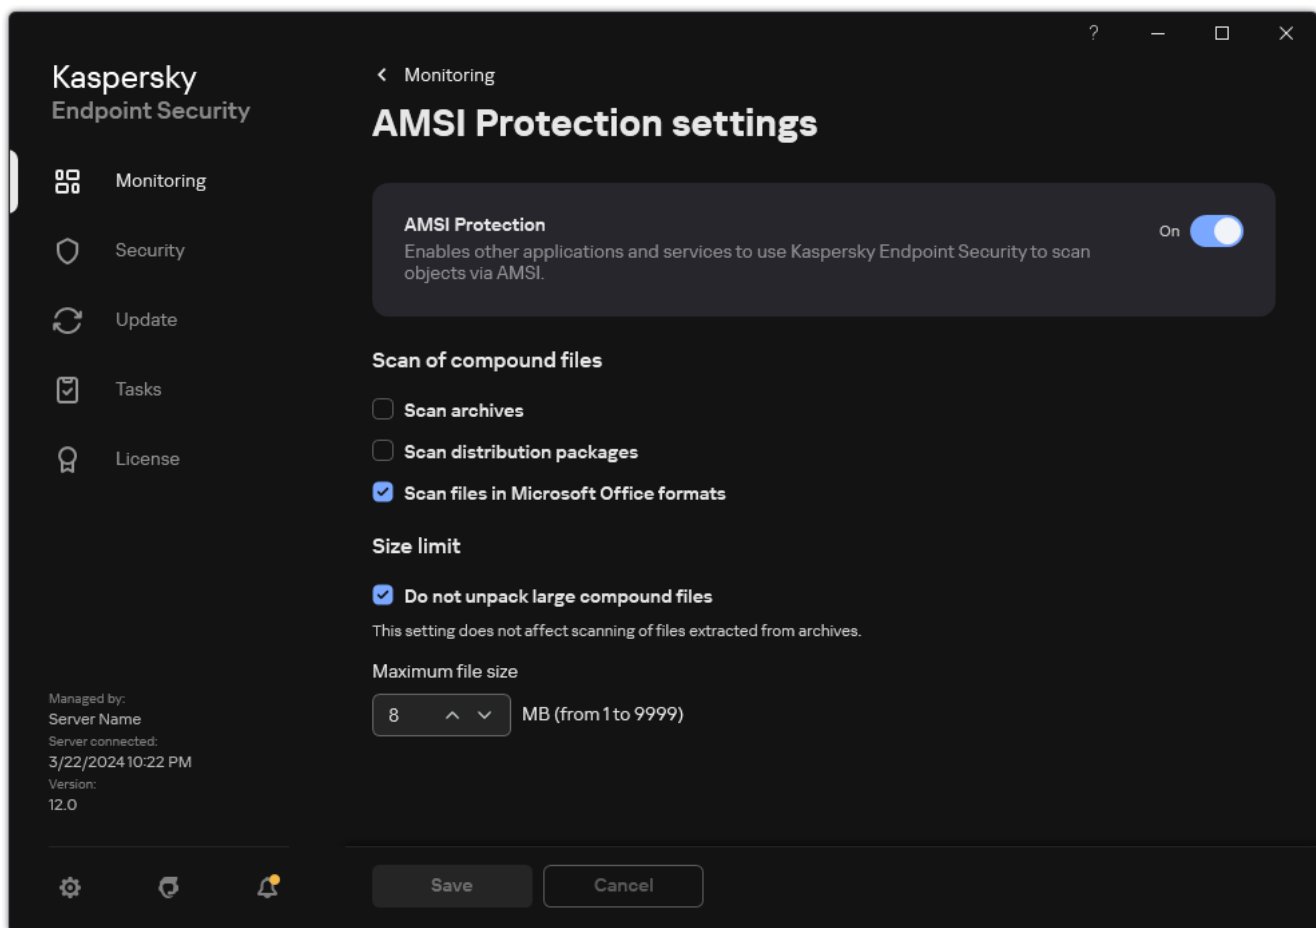 ?
Kaspersky
Endpoint Security
Monitoring
Security
Update
Tasks
License
Managed by:
Server Name
Server connected:
3/22/2024 10:22 PM
Version:
12.0
Monitoring
AMSI Protection settings
AMSI Protection
Enables other applications and services to use Kaspersky Endpoint Security to scan
objects via AMSI.
On
Scan of compound files
Scan archives
Scan distribution packages
Scan files in Microsoft Office formats
Size limit
Do not unpack large compound files
This setting does not affect scanning of files extracted from archives.
Maximum file size
8 MB (from 1 to 9999)
Save Cancel